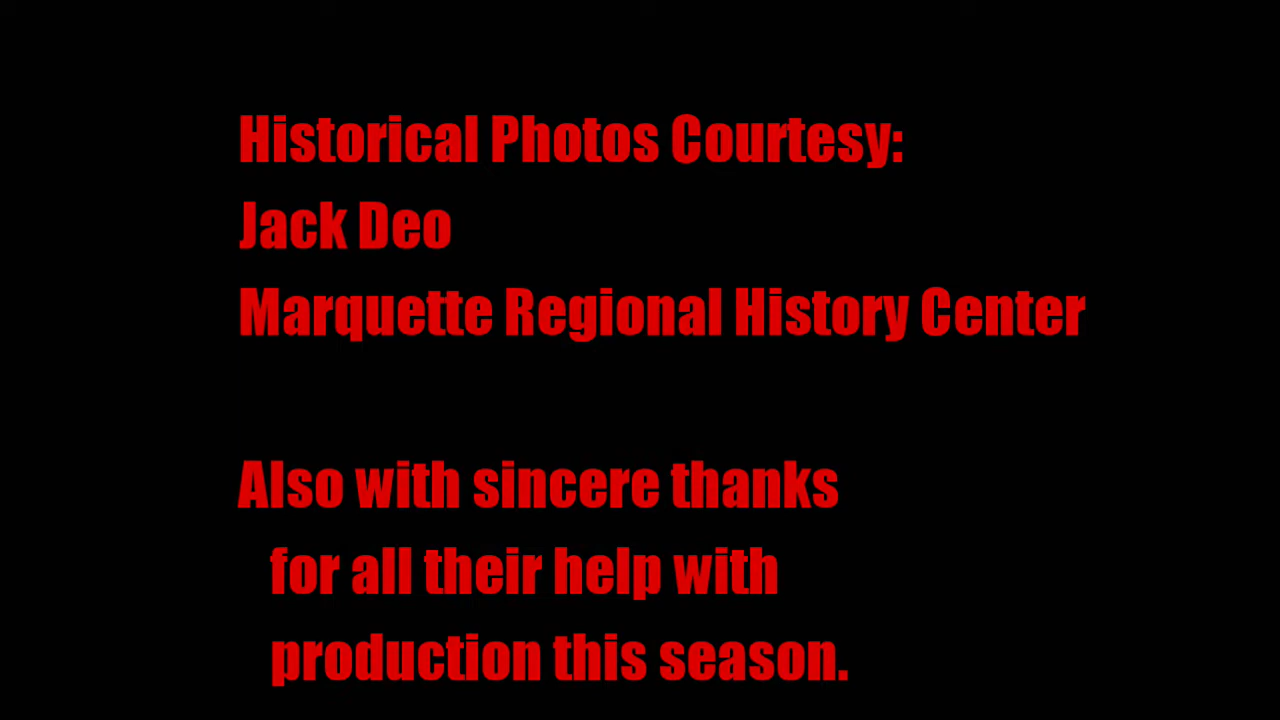 Historical Photos Courtesy:
Jack Deo
Marquette Regional History Center
Also with sincere thanks
for all their help with
production this season.